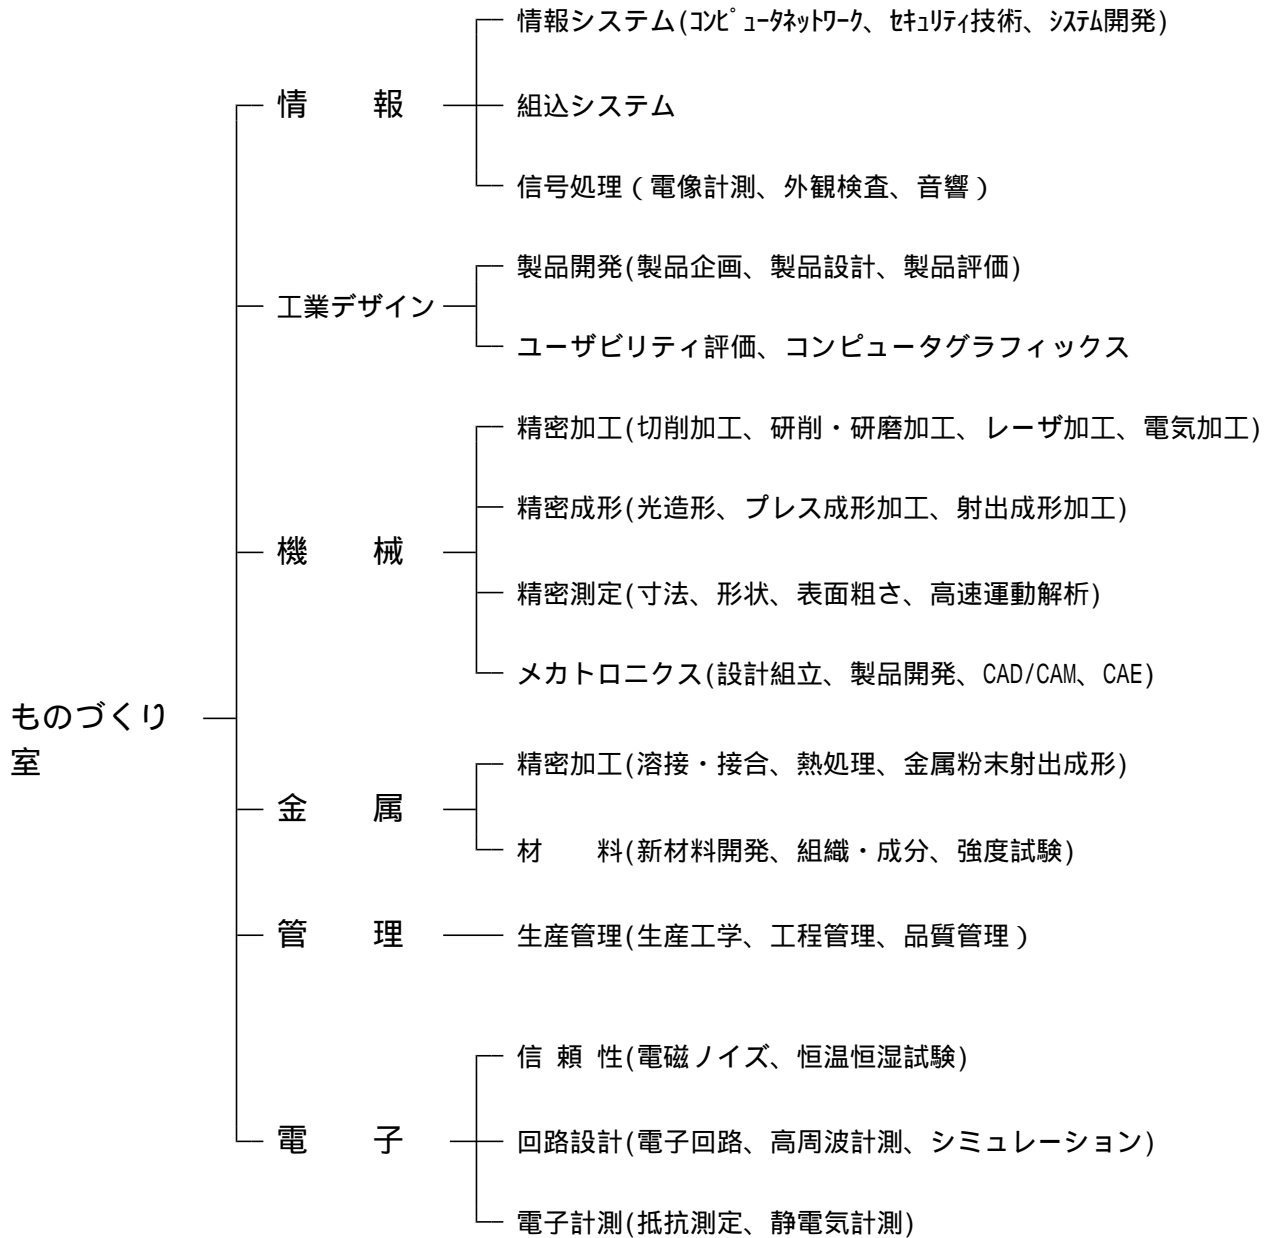 情報システム(ｺﾝﾋﾟｭｰﾀﾈｯﾄﾜｰｸ、ｾｷｭﾘﾃｨ技術、ｼｽﾃﾑ開発)
情　　報
組込システム
信号処理（電像計測、外観検査、音響）
製品開発(製品企画、製品設計、製品評価)
工業デザイン
ユーザビリティ評価、コンピュータグラフィックス
精密加工(切削加工、研削・研磨加工、レーザ加工、電気加工)
精密成形(光造形、プレス成形加工、射出成形加工)
機　　械
精密測定(寸法、形状、表面粗さ、高速運動解析)
メカトロニクス(設計組立、製品開発、CAD/CAM、CAE)
ものづくり
室
精密加工(溶接・接合、熱処理、金属粉末射出成形)
金　　属
材　　料(新材料開発、組織・成分、強度試験)
管　　理
生産管理(生産工学、工程管理、品質管理）
信 頼 性(電磁ノイズ、恒温恒湿試験)
電　　子
回路設計(電子回路、高周波計測、シミュレーション)
電子計測(抵抗測定、静電気計測)